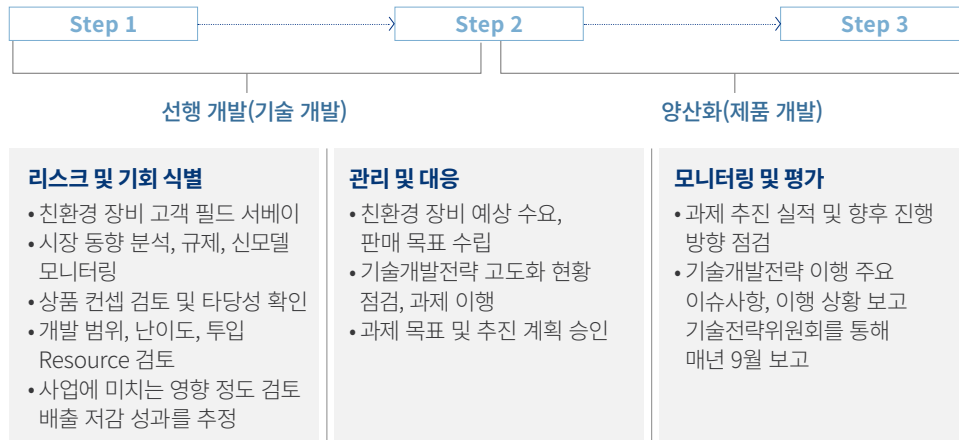 Step 1
Step 2
Step 3
선행 개발(기술 개발)
양산화(제품 개발)
리스크 및 기회 식별
• 친환경 장비 고객 필드 서베이
• 시장 동향 분석, 규제, 신모델
모니터링
• 상품 컨셉 검토 및 타당성 확인
• 개발 범위, 난이도, 투입
Resource 검토
• 사업에 미치는 영향 정도 검토
배출 저감 성과를 추정
관리 및 대응
• 친환경 장비 예상 수요,
판매 목표 수립
• 기술개발전략 고도화 현황
점검, 과제 이행
• 과제 목표 및 추진 계획 승인
모니터링 및 평가
• 과제 추진 실적 및 향후 진행
방향 점검
• 기술개발전략 이행 주요
이슈사항, 이행 상황 보고
기술전략위원회를 통해
매년 9월 보고